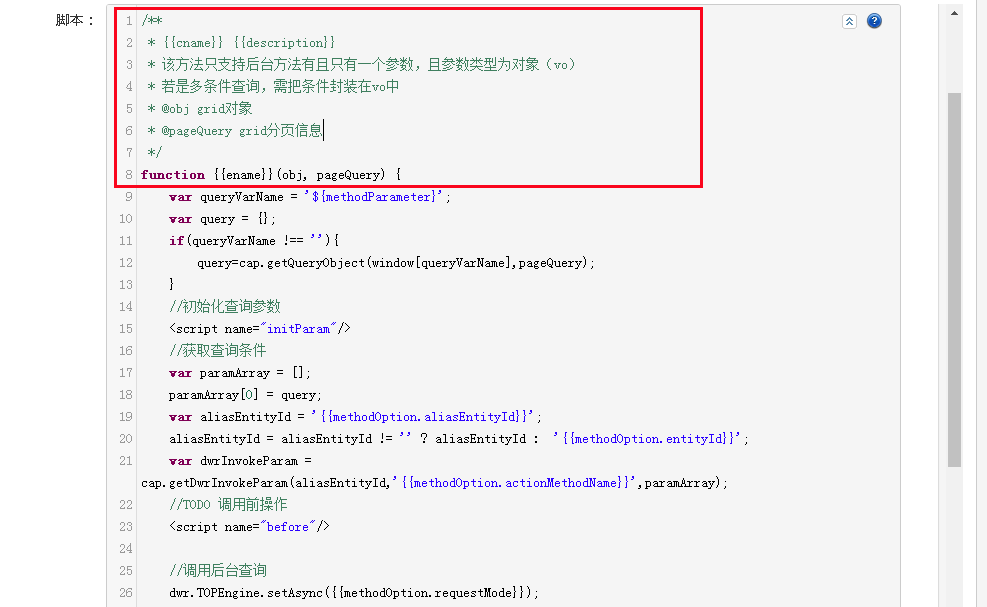 脚本：
1 /**
2 * {{cname}} {{description}}
3 * 该方法只支持后台方法有且只有一个参数，且参数类型为对象（vo）
4 * 若是多条件查询，需把条件封装在vo中
5 * @obj grid对象
6 * @pageQuery grid分页信息
7 */
8 function {{ename}}(obj, pageQuery) {
9 var queryVarName = '${methodParameter}';
10 var query = {};
11 if(queryVarName !== ''){
12 query=cap.getQueryObject(window[queryVarName],pageQuery);
13 }
14 //初始化查询参数
15 <script name="initParam"/>
16 //获取查询条件
17 var paramArray = [];
18 paramArray[0] = query;
19 var aliasEntityId = '{{methodOption.aliasEntityId}}';
20 aliasEntityId = aliasEntityId != '' ? aliasEntityId : '{{methodOption.entityId}}';
21 var dwrInvokeParam =
cap.getDwrInvokeParam(aliasEntityId,'{{methodOption.actionMethodName}}',paramArray);
22 //TODO 调用前操作
23 <script name="before"/>
24
25 //调用后台查询
26 dwr.TOPEngine.setAsync({{methodOption.requestMode}});